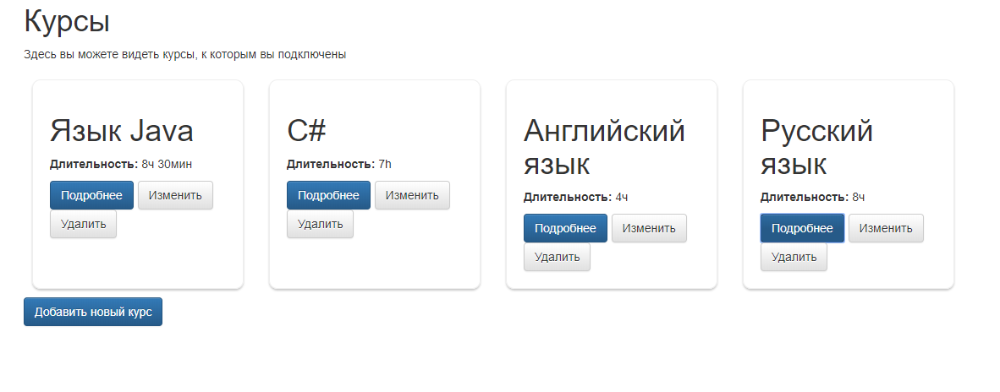 Курсы
Здесь вы можете видеть курсы, к которым вы подключены
Язык Java
Длительность: 8ч 30мин
Подробнее Изменить
Удалить
C#
Длительность: 7h
Подробнее Изменить
Удалить
Английский
язык
Длительность: 4ч
Подробнее Изменить
Удалить
Русский
язык
Длительность: 8ч
Подробнее Изменить
Удалить
Добавить новый курс